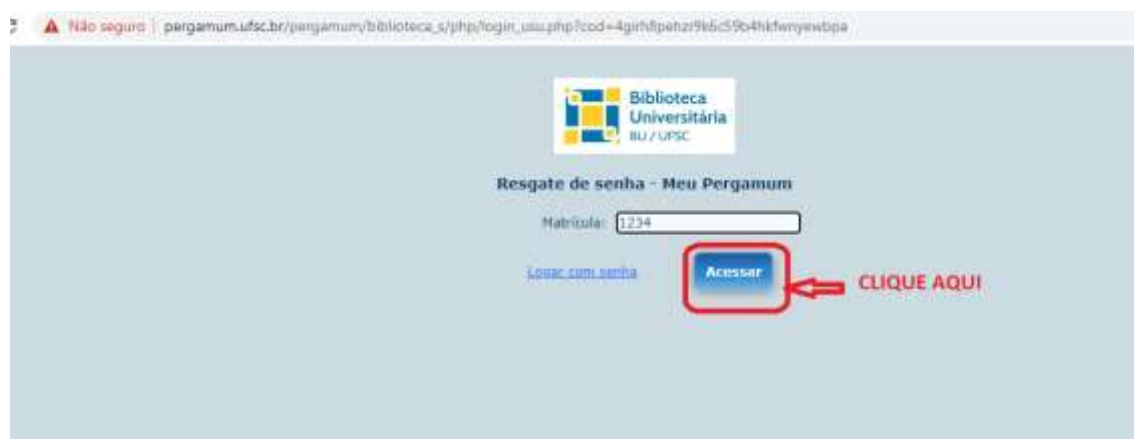 Não seguro | pergamum.ufsc.br/pergamum/biblioteca_s/php/login_usu.php?cod=
Biblioteca
Universitária
BU / UFSC
Resgate de senha - Meu Pergamum
Matrícula: 1234
Logar com senha
Acessar
CLIQUE AQUI